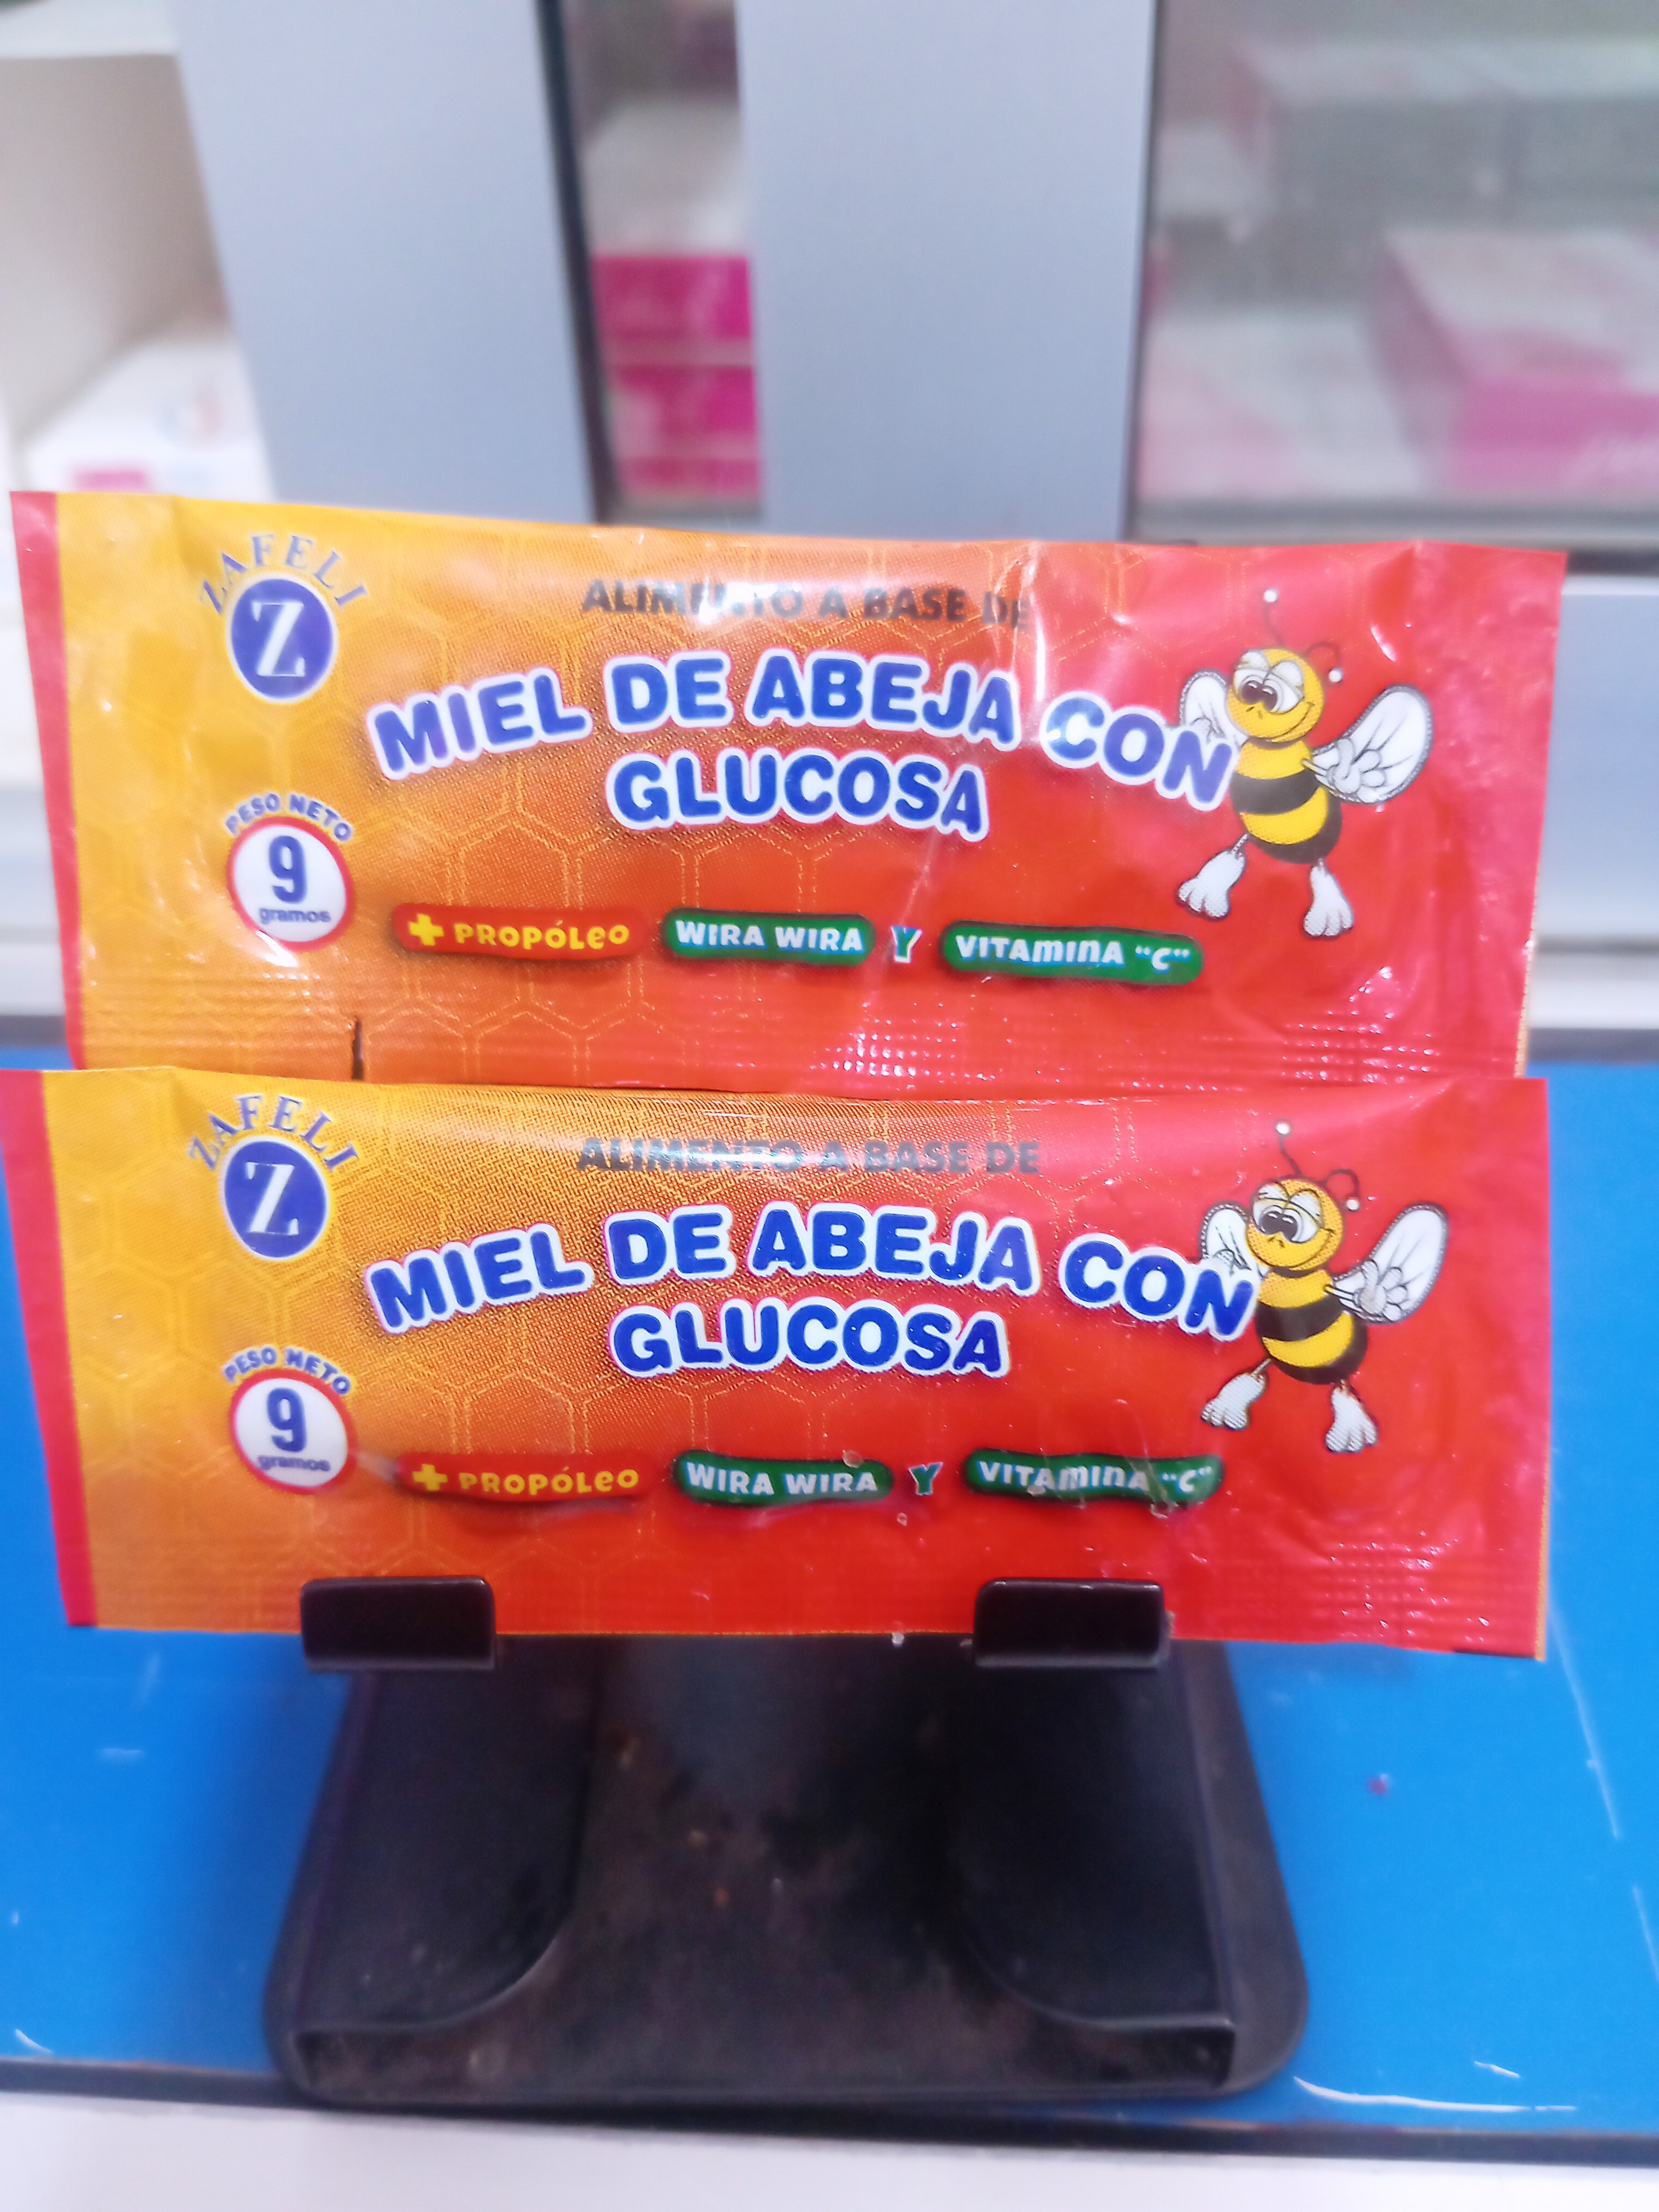 ZAFELI
Z
ALIMENTO A BASE DE
MIEL DE ABEJA CON
GLUCOSA
PESO NETO
9
gramos
+ PROPÓLEO WIRA WIRA Y VITAMINA "C"
ZAFELI
Z
ALIMENTO A BASE DE
MIEL DE ABEJA CON
GLUCOSA
PESO NETO
9
gramos
+ PROPÓLEO WIRA WIRA Y VITAMINA "C"